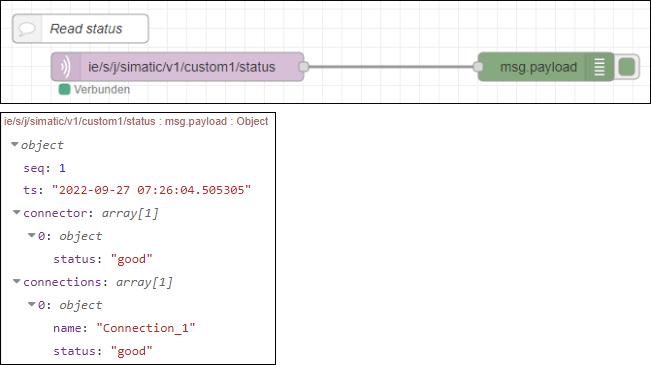 Read status
ie/s/j/simatic/v1/custom1/status
msg.payload
Verbunden
ie/s/j/simatic/v1/custom1/status : msg.payload : Object
object
seq: 1
ts: "2022-09-27 07:26:04.505305"
connector: array[1]
0: object
status: "good"
connections: array[1]
0: object
name: "Connection_1"
status: "good"